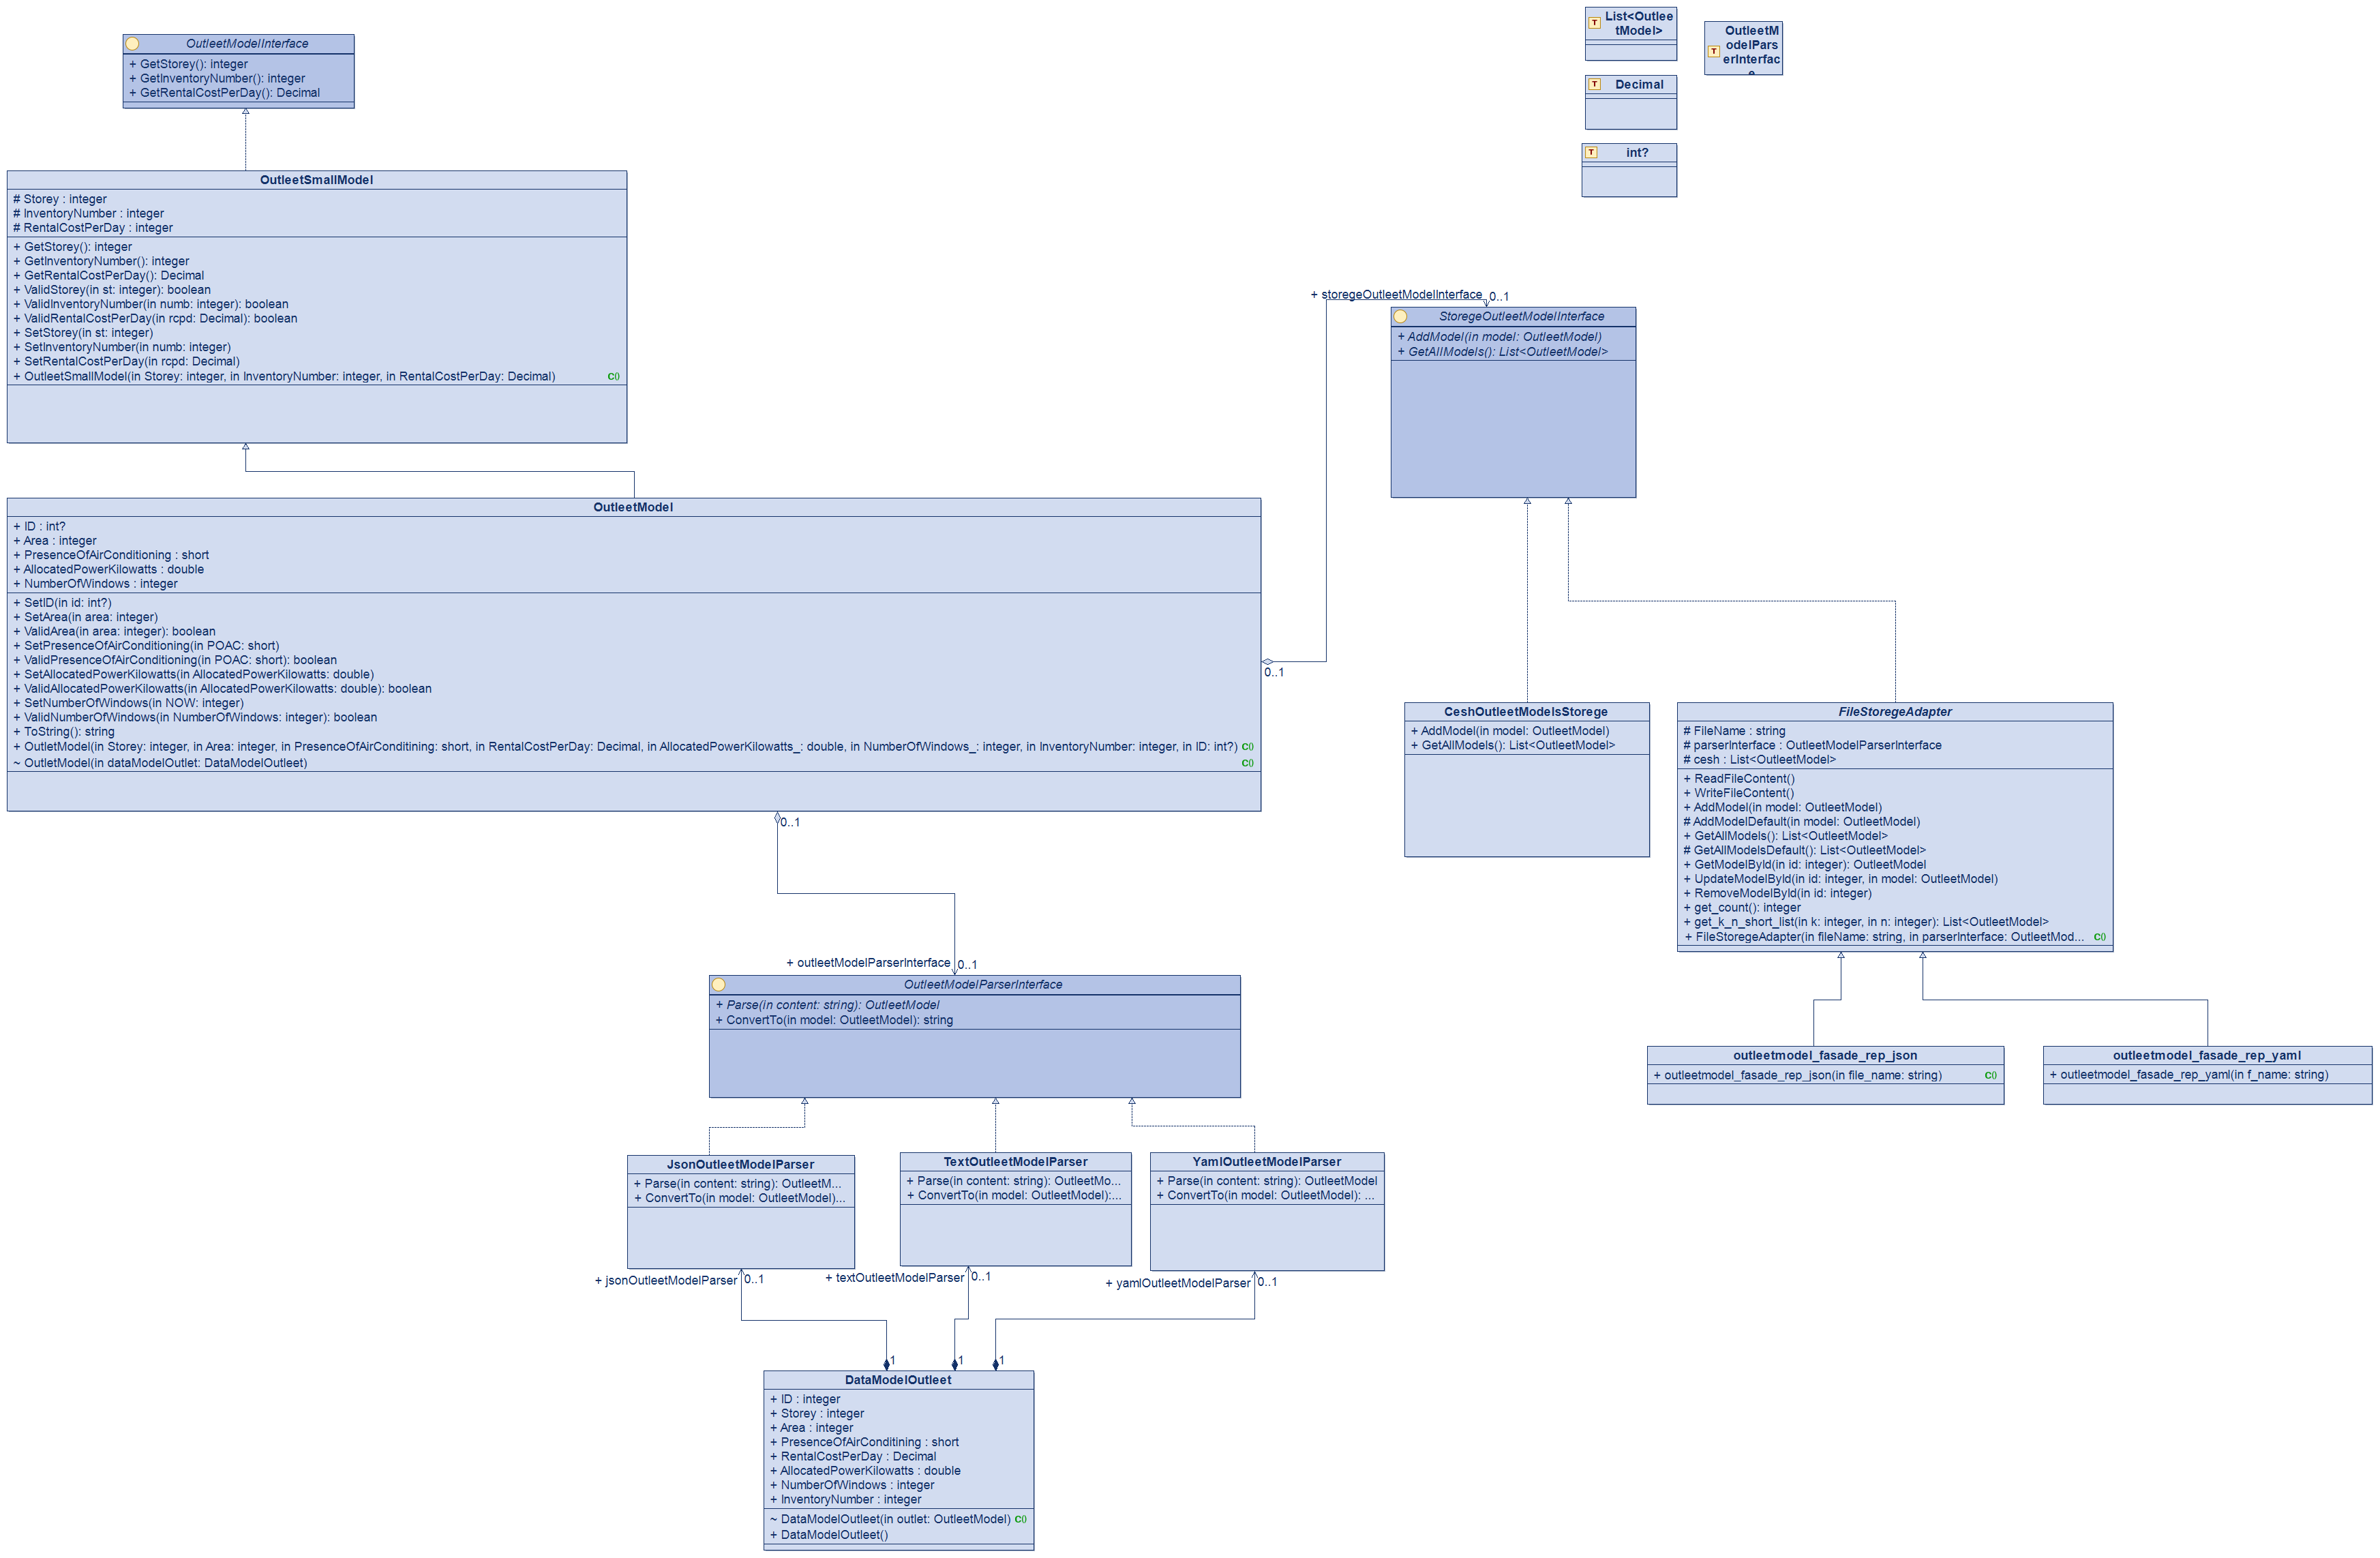 OutleetModelInterface
+ GetStorey(): integer
+ GetInventoryNumber(): integer
+ GetRentalCostPerDay(): Decimal
T List<Outlee
tModel>
T Decimal
T int?
OutleetM
odelPars
T erInterfac
OutleetSmallModel
# Storey : integer
# InventoryNumber : integer
# RentalCostPerDay : integer
+ GetStorey(): integer
+ GetInventoryNumber(): integer
+ GetRentalCostPerDay(): Decimal
+ ValidStorey(in st: integer): boolean
+ ValidInventoryNumber(in numb: integer): boolean
+ ValidRentalCostPerDay(in rcpd: Decimal): boolean
+ SetStorey(in st: integer)
+ SetInventoryNumber(in numb: integer)
+ SetRentalCostPerDay(in rcpd: Decimal)
+ OutleetSmallModel(in Storey: integer, in InventoryNumber: integer, in RentalCostPerDay: Decimal) C()
+ storegeOutleetModelInterface 0..1
StoregeOutleetModelInterface
+ AddModel(in model: OutleetModel)
+ GetAllModels(): List<OutleetModel>
OutleetModel
+ ID : int?
+ Area : integer
+ PresenceOfAirConditioning : short
+ AllocatedPowerKilowatts : double
+ NumberOfWindows : integer
+ SetID(in id: int?)
+ SetArea(in area: integer)
+ ValidArea(in area: integer): boolean
+ SetPresenceOfAirConditioning(in POAC: short)
+ ValidPresenceOfAirConditioning(in POAC: short): boolean
+ SetAllocatedPowerKilowatts(in AllocatedPowerKilowatts: double)
+ ValidAllocatedPowerKilowatts(in AllocatedPowerKilowatts: double): boolean
+ SetNumberOfWindows(in NOW: integer)
+ ValidNumberOfWindows(in NumberOfWindows: integer): boolean
+ ToString(): string
+ OutletModel(in Storey: integer, in Area: integer, in PresenceOfAirConditining: short, in RentalCostPerDay: Decimal, in AllocatedPowerKilowatts_: double, in NumberOfWindows_: integer, in InventoryNumber: integer, in ID: int?) C()
~ OutletModel(in dataModelOutlet: DataModelOutleet) C()
0..1
0..1
CeshOutleetModelsStorege
+ AddModel(in model: OutleetModel)
+ GetAllModels(): List<OutleetModel>
FileStoregeAdapter
# FileName : string
# parserInterface : OutleetModelParserInterface
# cesh : List<OutleetModel>
+ ReadFileContent()
+ WriteFileContent()
+ AddModel(in model: OutleetModel)
# AddModelDefault(in model: OutleetModel)
+ GetAllModels(): List<OutleetModel>
# GetAllModelsDefault(): List<OutleetModel>
+ GetModelById(in id: integer): OutleetModel
+ UpdateModelById(in id: integer, in model: OutleetModel)
+ RemoveModelById(in id: integer)
+ get_count(): integer
+ get_k_n_short_list(in k: integer, in n: integer): List<OutleetModel>
+ FileStoregeAdapter(in fileName: string, in parserInterface: OutleetMod... C()
+ outleetModelParserInterface 0..1
OutleetModelParserInterface
+ Parse(in content: string): OutleetModel
+ ConvertTo(in model: OutleetModel): string
outleetmodel_fasade_rep_json
+ outleetmodel_fasade_rep_json(in file_name: string) C()
outleetmodel_fasade_rep_yaml
+ outleetmodel_fasade_rep_yaml(in f_name: string)
JsonOutleetModelParser
+ Parse(in content: string): OutleetM...
+ ConvertTo(in model: OutleetModel)...
TextOutleetModelParser
+ Parse(in content: string): OutleetMo...
+ ConvertTo(in model: OutleetModel):...
YamlOutleetModelParser
+ Parse(in content: string): OutleetModel
+ ConvertTo(in model: OutleetModel): ...
+ jsonOutleetModelParser 0..1
+ textOutleetModelParser 0..1
+ yamlOutleetModelParser 0..1
1 1 1
DataModelOutleet
+ ID : integer
+ Storey : integer
+ Area : integer
+ PresenceOfAirConditining : short
+ RentalCostPerDay : Decimal
+ AllocatedPowerKilowatts : double
+ NumberOfWindows : integer
+ InventoryNumber : integer
~ DataModelOutleet(in outlet: OutleetModel) C()
+ DataModelOutleet()